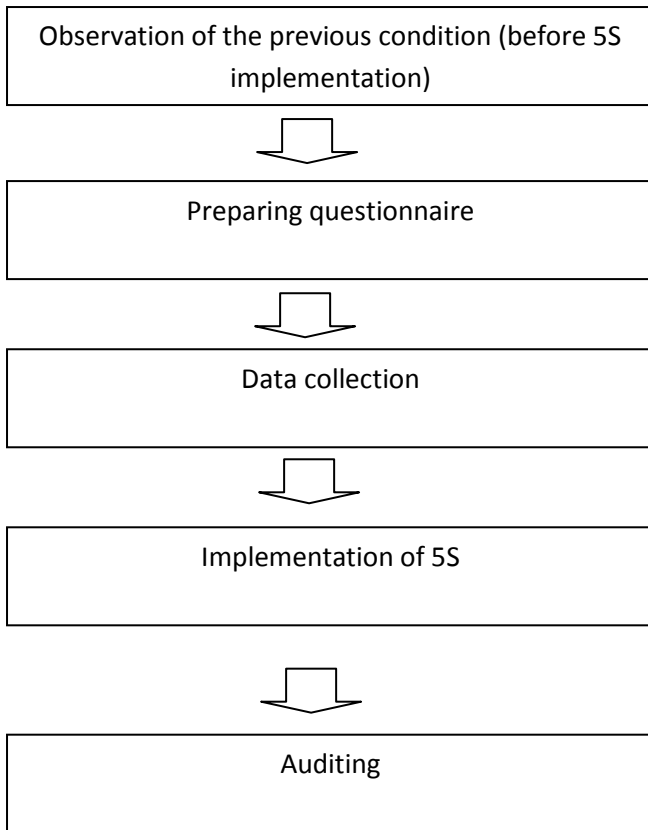 Observation of the previous condition (before 5S
implementation)
Preparing questionnaire
Data collection
Implementation of 5S
Auditing